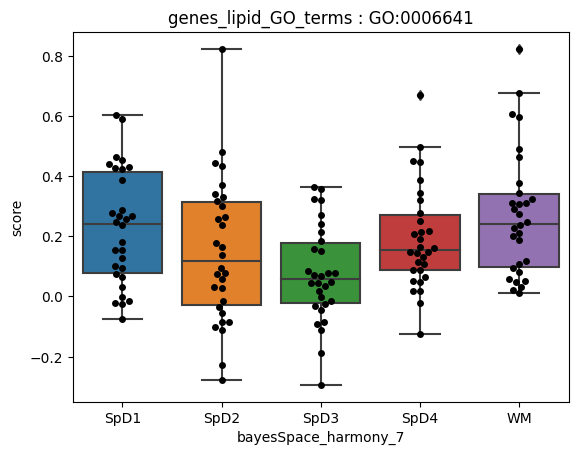 genes_lipid_GO_terms : GO:0006641
0.8
0.6
0.4
0.2
0.0
−0.2
score
SpD1 SpD2 SpD3 SpD4 WM
bayesSpace_harmony_7